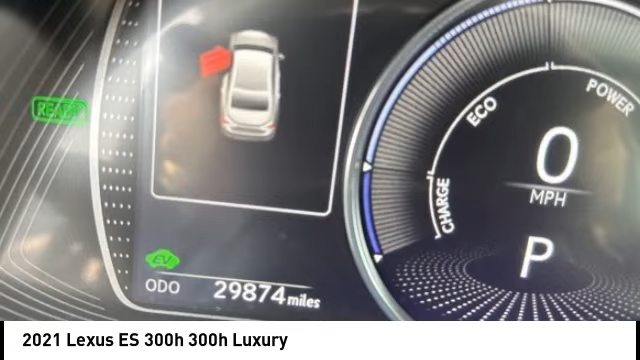 READY
ECO
POWER
CHARGE
0
MPH
P
EV
ODO 29874 miles
2021 Lexus ES 300h 300h Luxury